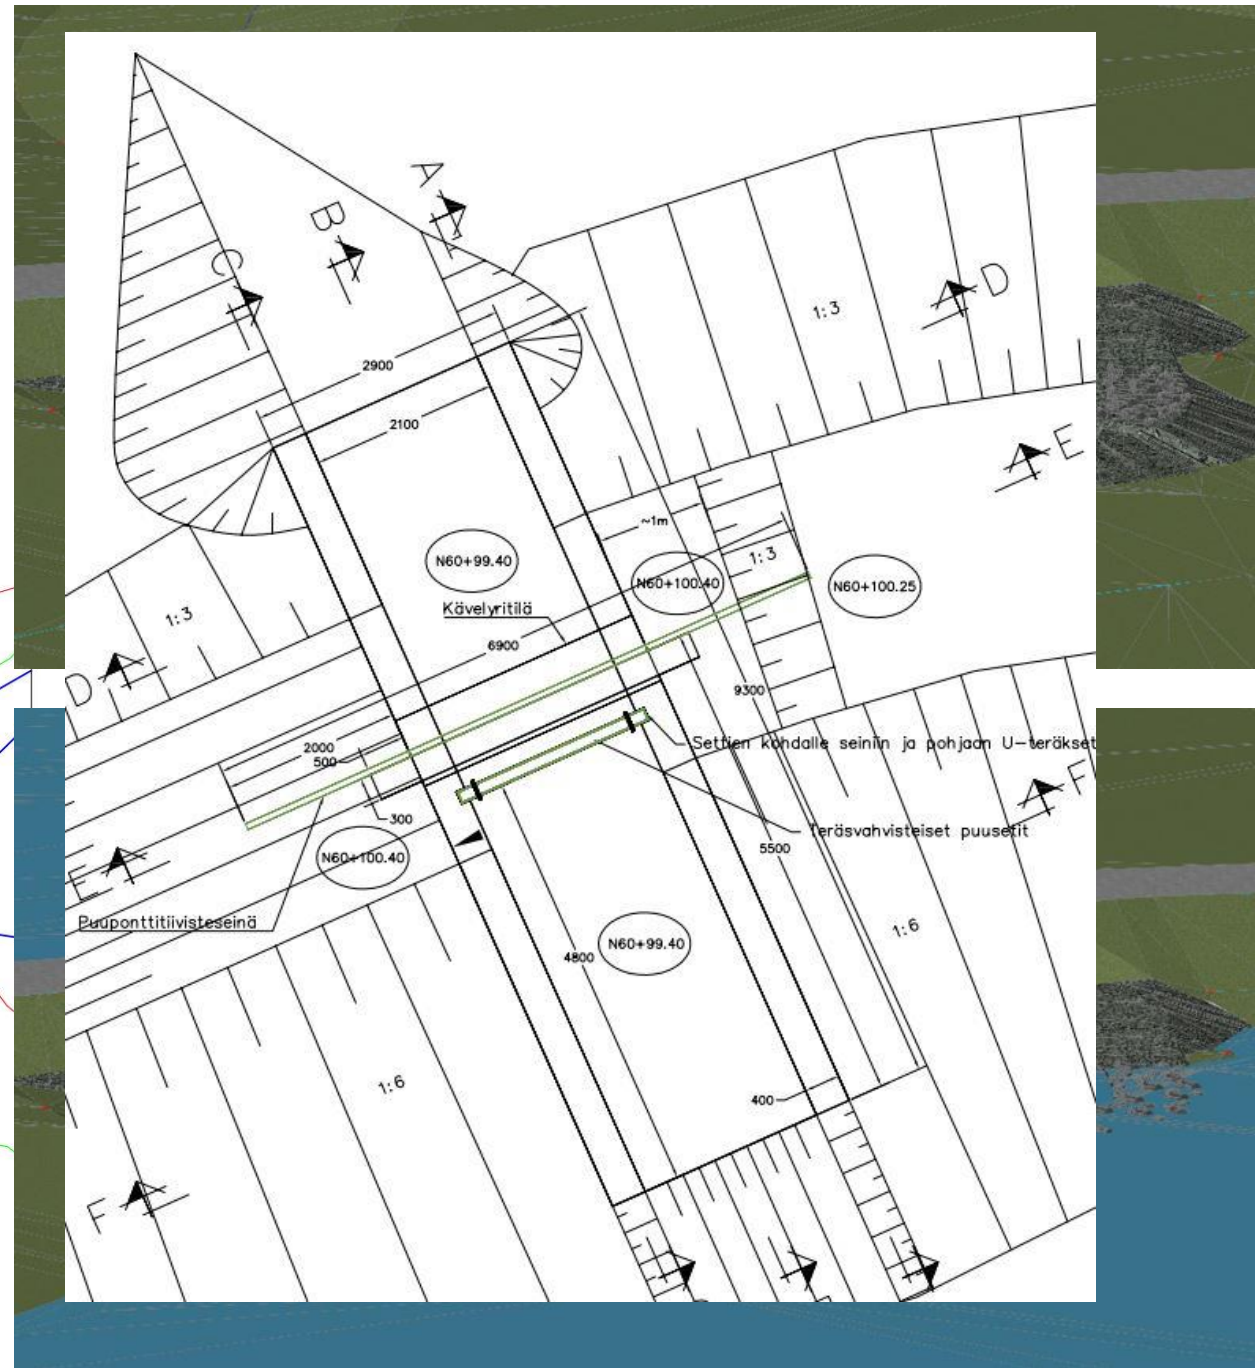 A
B
C
D
1:3
2900
2100
E
~1m
N60+99.40
N60+100.40
1:3
N60+100.25
Kävelyritilä
1:3
6900
D
9300
2000
500
Settien kohdalle seiniin ja pohjaan U-teräkset
F
300
Teräsvahvisteiset puusetit
N60+100.40
5500
E
Puuponttitiivisteseinä
1:6
N60+99.40
4800
1:6
400
F